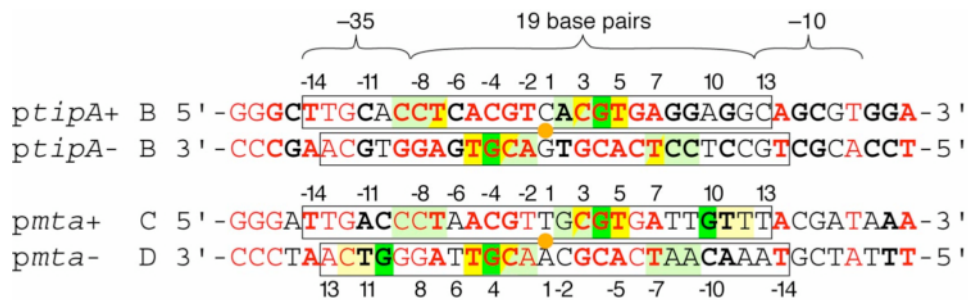 –35 19 base pairs –10
-14 -11 -8 -6 -4 -2 1 3 5 7 10 13
ptipA+ B 5'-GGGCTTGCACCTCACGTCACGTGAGGAGGCAGCGTGGA-3'
ptipA- B 3'-CCCGAACGTGGAGTGCAGTGCACTCCTCCGTCGCACCT-5'
-14 -11 -8 -6 -4 -2 1 3 5 7 -10 13
pmta+ C 5'-GGGATTGACCCTAACGTTGCGTGATTGTTTACGATAAA-3'
pmta- D 3'-CCCTAACTGGGATTGCAACGCACTAACAAATGCTATTT-5'
13 11 8 6 4 1 -2 -5 -7 -10 -14